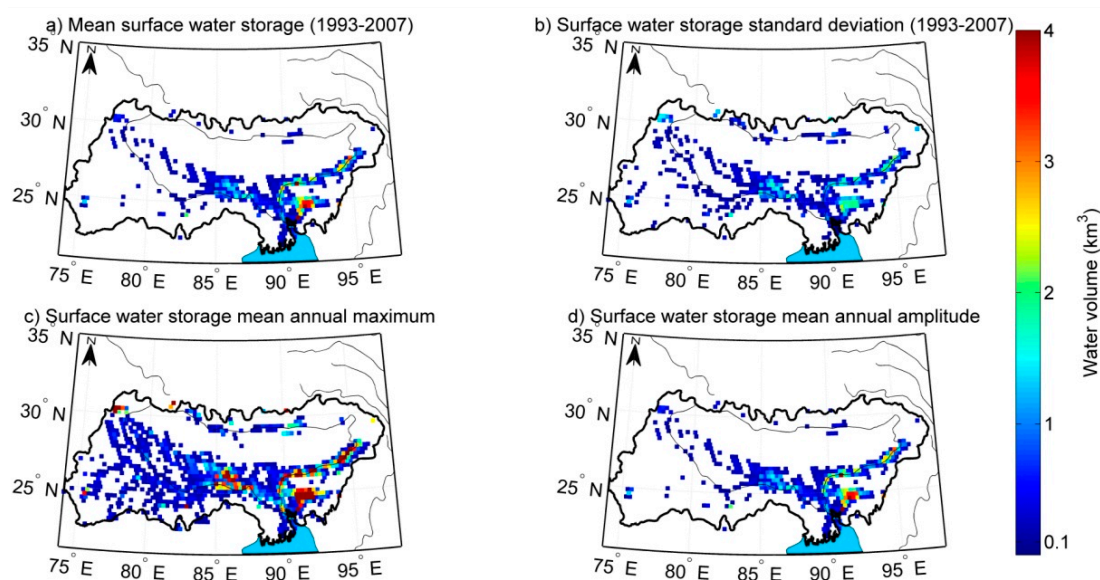 a) Mean surface water storage (1993-2007)
35° N
30° N
25° N
N
75° E 80° E 85° E 90° E 95° E
b) Surface water storage standard deviation (1993-2007)
35° N
30° N
25° N
N
75° E 80° E 85° E 90° E 95° E
c) Surface water storage mean annual maximum
35° N
30° N
25° N
N
75° E 80° E 85° E 90° E 95° E
d) Surface water storage mean annual amplitude
35° N
30° N
25° N
N
75° E 80° E 85° E 90° E 95° E
4
3
2
1
0.1
Water volume (km³)